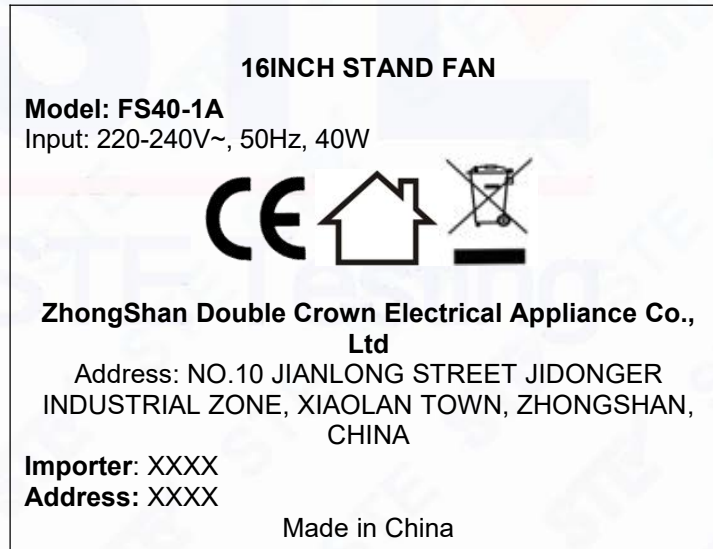 16INCH STAND FAN
Model: FS40-1A
Input: 220-240V~, 50Hz, 40W
CE
ZhongShan Double Crown Electrical Appliance Co.,
Ltd
Address: NO.10 JIANLONG STREET JIDONGER
INDUSTRIAL ZONE, XIAOLAN TOWN, ZHONGSHAN,
CHINA
Importer: XXXX
Address: XXXX
Made in China
STE Testing